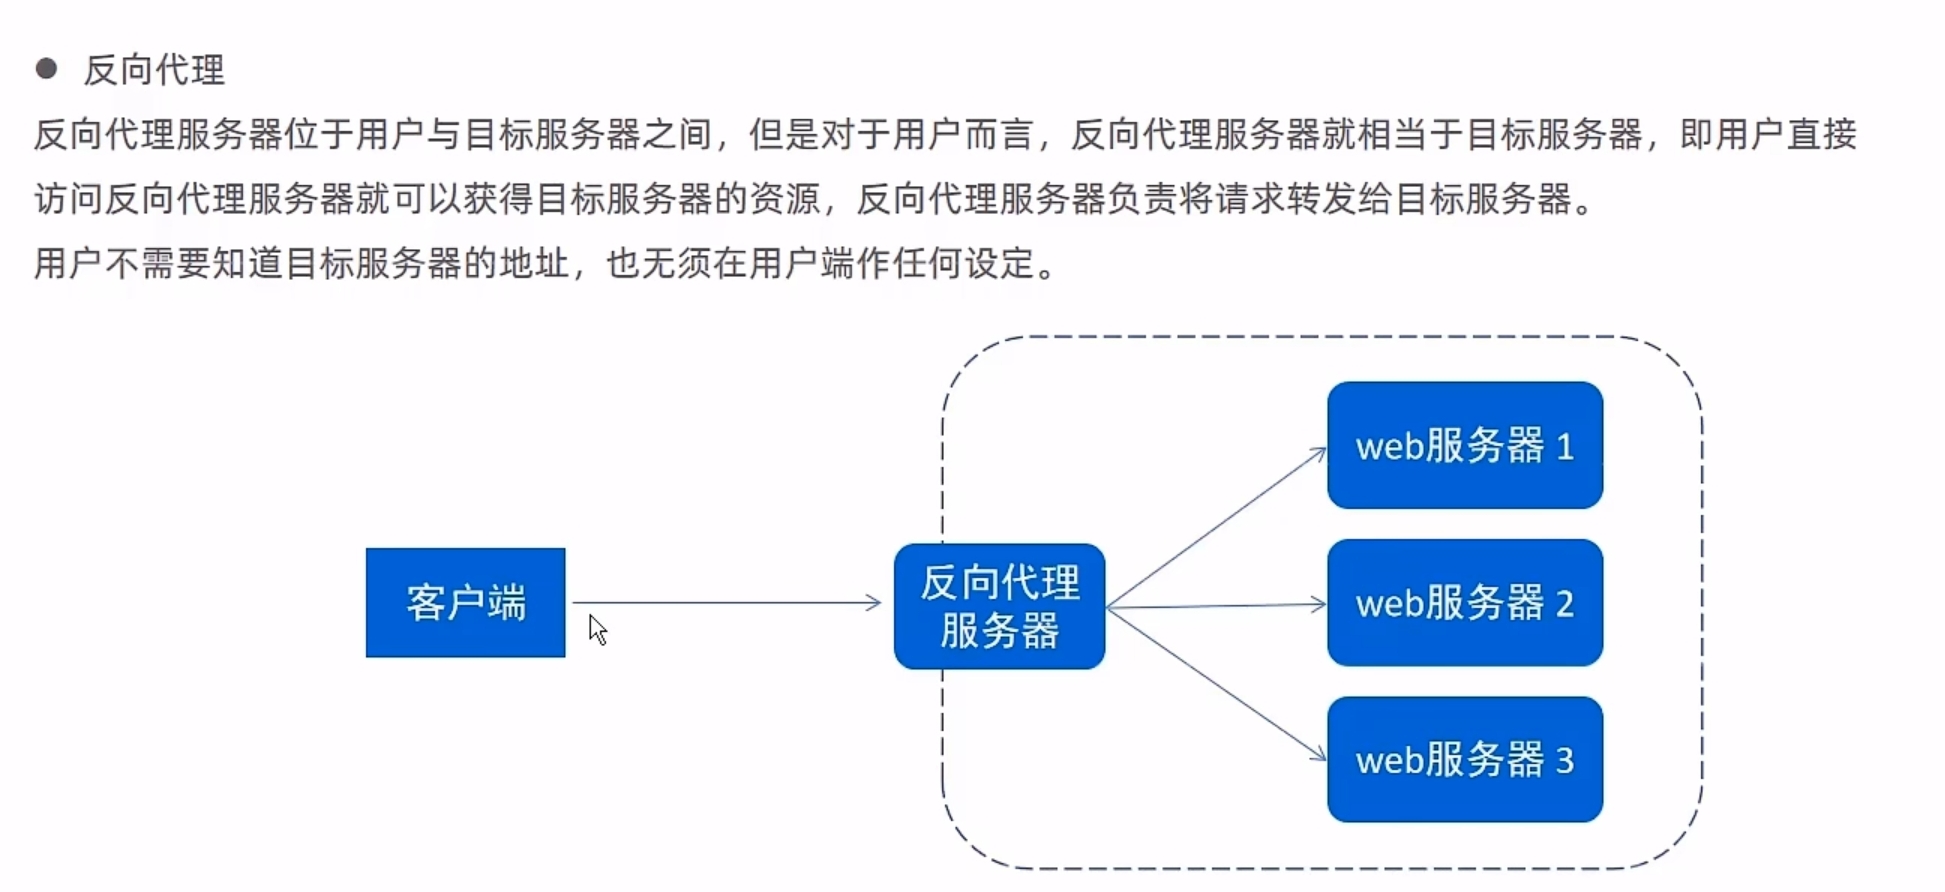 ● 反向代理
反向代理服务器位于用户与目标服务器之间，但是对于用户而言，反向代理服务器就相当于目标服务器，即用户直接
访问反向代理服务器就可以获得目标服务器的资源，反向代理服务器负责将请求转发给目标服务器。
用户不需要知道目标服务器的地址，也无须在用户端作任何设定。
客户端
反向代理
服务器
web服务器 1
web服务器 2
web服务器 3